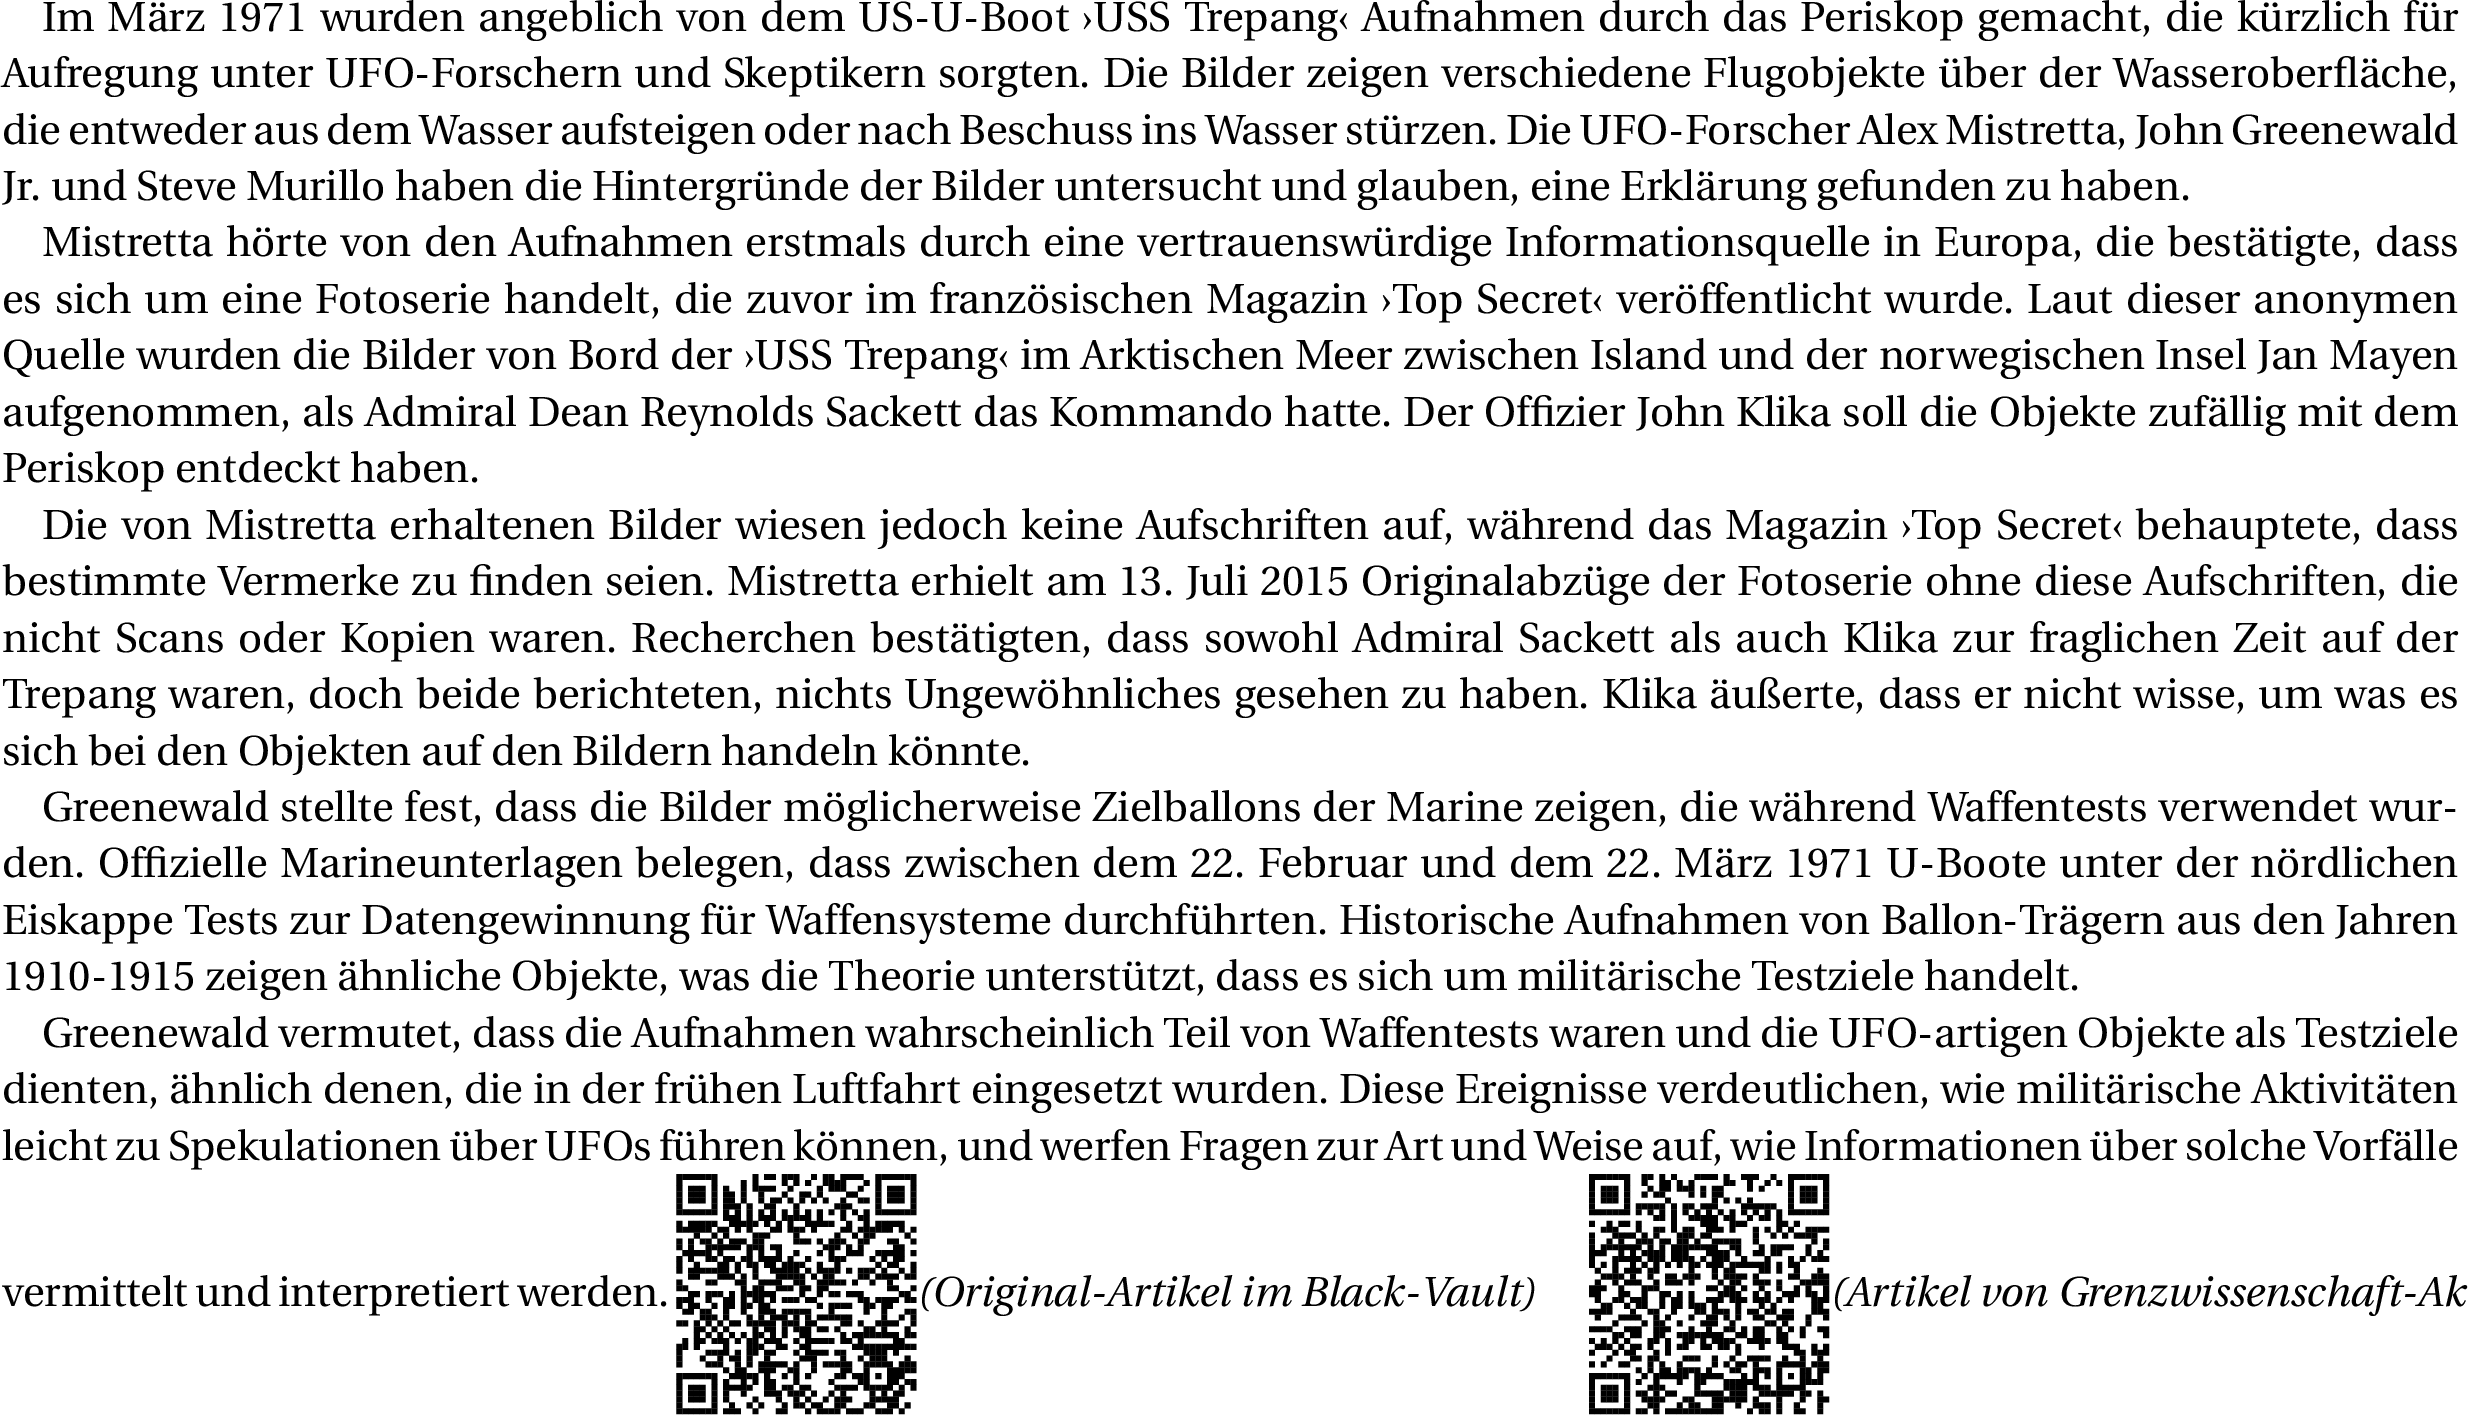 Im März 1971 wurden angeblich von dem US-U-Boot ›USS Trepang‹ Aufnahmen durch das Periskop gemacht, die kürzlich für
Aufregung unter UFO-Forschern und Skeptikern sorgten. Die Bilder zeigen verschiedene Flugobjekte über der Wasseroberfläche,
die entweder aus dem Wasser aufsteigen oder nach Beschuss ins Wasser stürzen. Die UFO-Forscher Alex Mistretta, John Greenewald
Jr. und Steve Murillo haben die Hintergründe der Bilder untersucht und glauben, eine Erklärung gefunden zu haben.
Mistretta hörte von den Aufnahmen erstmals durch eine vertrauenswürdige Informationsquelle in Europa, die bestätigte, dass
es sich um eine Fotoserie handelt, die zuvor im französischen Magazin ›Top Secret‹ veröffentlicht wurde. Laut dieser anonymen
Quelle wurden die Bilder von Bord der ›USS Trepang‹ im Arktischen Meer zwischen Island und der norwegischen Insel Jan Mayen
aufgenommen, als Admiral Dean Reynolds Sackett das Kommando hatte. Der Offizier John Klika soll die Objekte zufällig mit dem
Periskop entdeckt haben.
Die von Mistretta erhaltenen Bilder wiesen jedoch keine Aufschriften auf, während das Magazin ›Top Secret‹ behauptete, dass
bestimmte Vermerke zu finden seien. Mistretta erhielt am 13. Juli 2015 Originalabzüge der Fotoserie ohne diese Aufschriften, die
nicht Scans oder Kopien waren. Recherchen bestätigten, dass sowohl Admiral Sackett als auch Klika zur fraglichen Zeit auf der
Trepang waren, doch beide berichteten, nichts Ungewöhnliches gesehen zu haben. Klika äußerte, dass er nicht wisse, um was es
sich bei den Objekten auf den Bildern handeln könnte.
Greenewald stellte fest, dass die Bilder möglicherweise Zielballons der Marine zeigen, die während Waffentests verwendet wur-
den. Offizielle Marineunterlagen belegen, dass zwischen dem 22. Februar und dem 22. März 1971 U-Boote unter der nördlichen
Eiskappe Tests zur Datengewinnung für Waffensysteme durchführten. Historische Aufnahmen von Ballon-Trägern aus den Jahren
1910-1915 zeigen ähnliche Objekte, was die Theorie unterstützt, dass es sich um militärische Testziele handelt.
Greenewald vermutet, dass die Aufnahmen wahrscheinlich Teil von Waffentests waren und die UFO-artigen Objekte als Testziele
dienten, ähnlich denen, die in der frühen Luftfahrt eingesetzt wurden. Diese Ereignisse verdeutlichen, wie militärische Aktivitäten
leicht zu Spekulationen über UFOs führen können, und werfen Fragen zur Art und Weise auf, wie Informationen über solche Vorfälle
vermittelt und interpretiert werden. (Original-Artikel im Black-Vault) (Artikel von Grenzwissenschaft-Ak